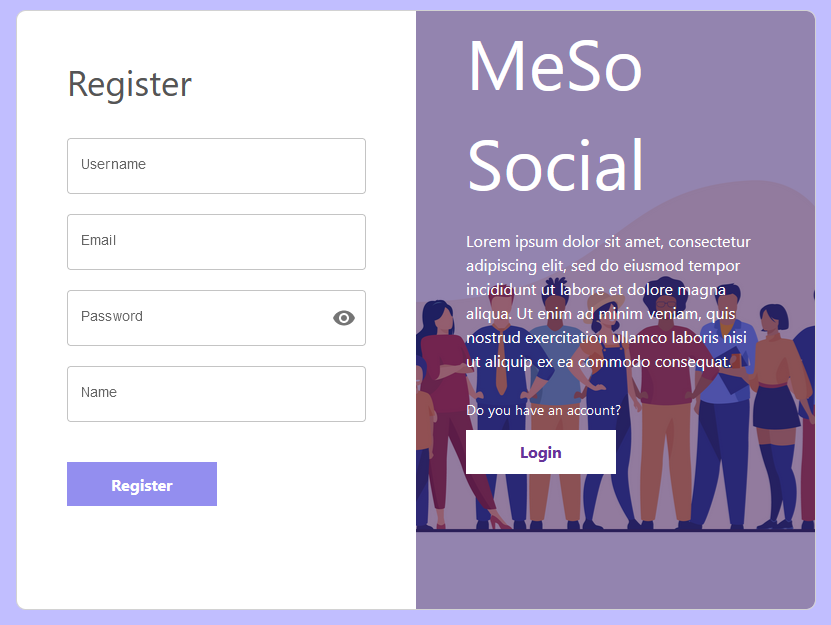 Register
Username
Email
Password
Name
Register
MeSo
Social
Lorem ipsum dolor sit amet, consectetur
adipiscing elit, sed do eiusmod tempor
incididunt ut labore et dolore magna
aliqua. Ut enim ad minim veniam, quis
nostrud exercitation ullamco laboris nisi
ut aliquip ex ea commodo consequat.
Do you have an account?
Login